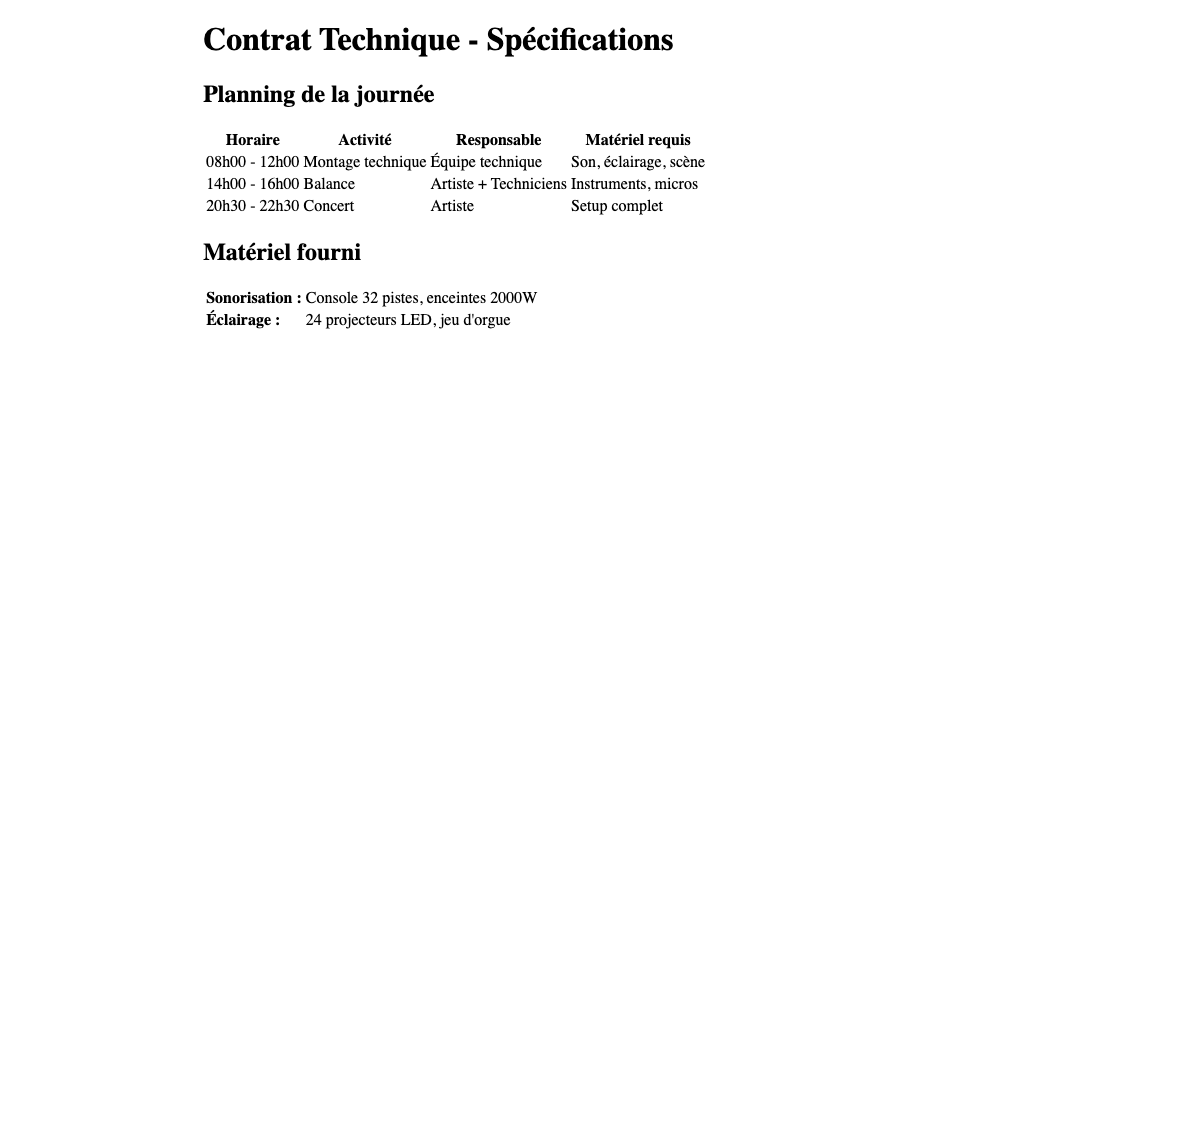 Contrat Technique - Spécifications
Planning de la journée
Horaire Activité Responsable Matériel requis
08h00 - 12h00 Montage technique Équipe technique Son, éclairage, scène
14h00 - 16h00 Balance Artiste + Techniciens Instruments, micros
20h30 - 22h30 Concert Artiste Setup complet
Matériel fourni
Sonorisation : Console 32 pistes, enceintes 2000W
Éclairage : 24 projecteurs LED, jeu d'orgue